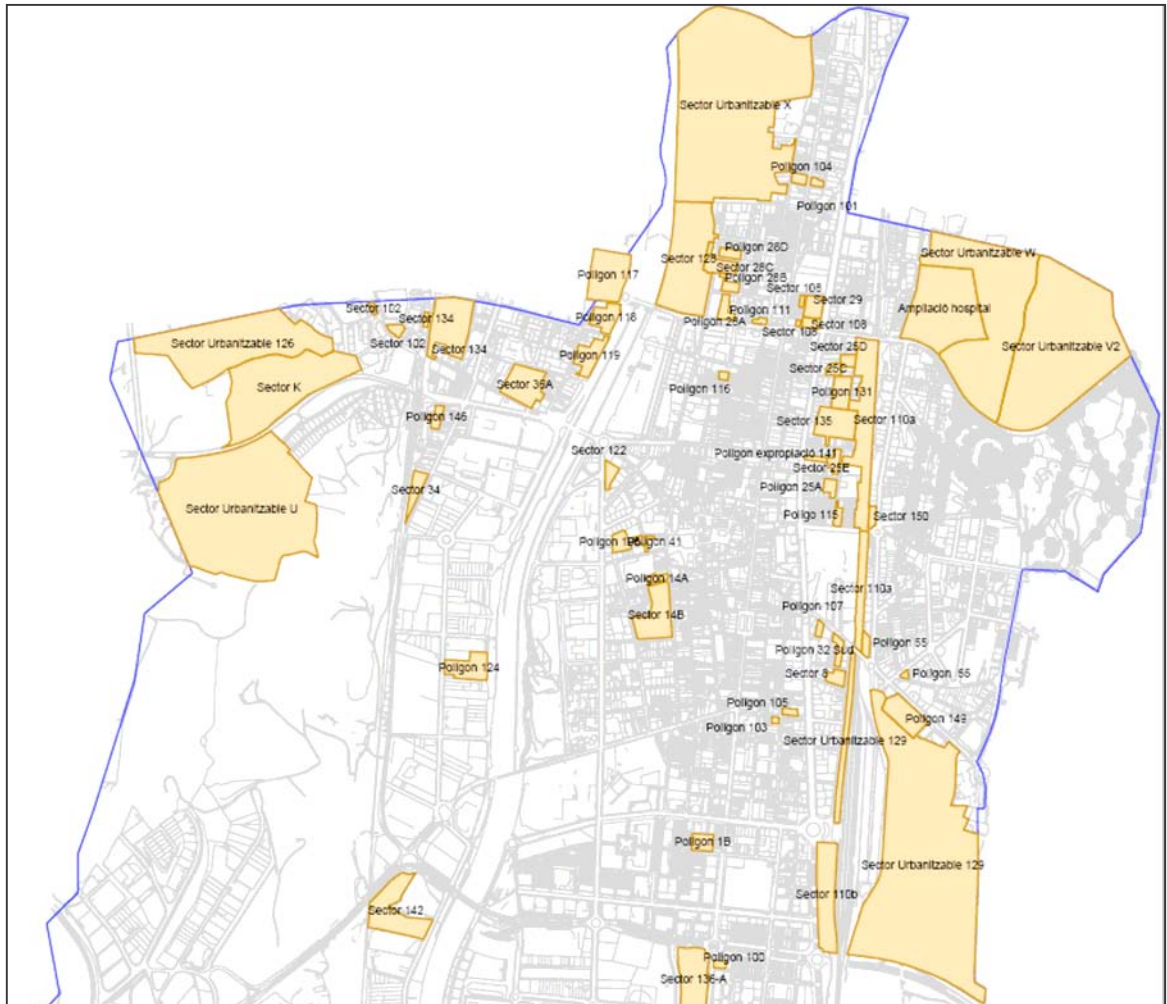 Sector Urbanitzable X
Polígon 104
Polígon 101
Sector Urbanitzable W
Polígon 28D
Sector 128
Sector 28C
Polígon 28B
Polígon 117
Sector 108
Sector 29
Ampliació hospital
Sector 102
Polígon 118
Polígon 111
Sector 134
Polígon 26A
Sector 108
Sector 108
Sector 102
Sector Urbanitzable 126
Sector 134
Polígon 119
Sector 25D
Sector Urbanitzable V2
Sector 25C
Polígon 116
Sector K
Sector 36A
Polígon 131
Polígon 146
Sector 135
Sector 110a
Sector 122
Polígon expropiació 141
Sector 25E
Polígon 25A
Sector 34
Sector Urbanitzable U
Poligo 115
Sector 150
Polígon 41
Polígon 14A
Sector 110a
Polígon 107
Sector 14B
Polígon 55
Polígon 32 Sud
Polígon 124
Sector 8
Polígon 55
Polígon 105
Polígon 149
Polígon 103
Sector Urbanitzable 129
Polígon 1B
Sector Urbanitzable 129
Sector 110b
Sector 142
Polígon 100
Sector 136-A